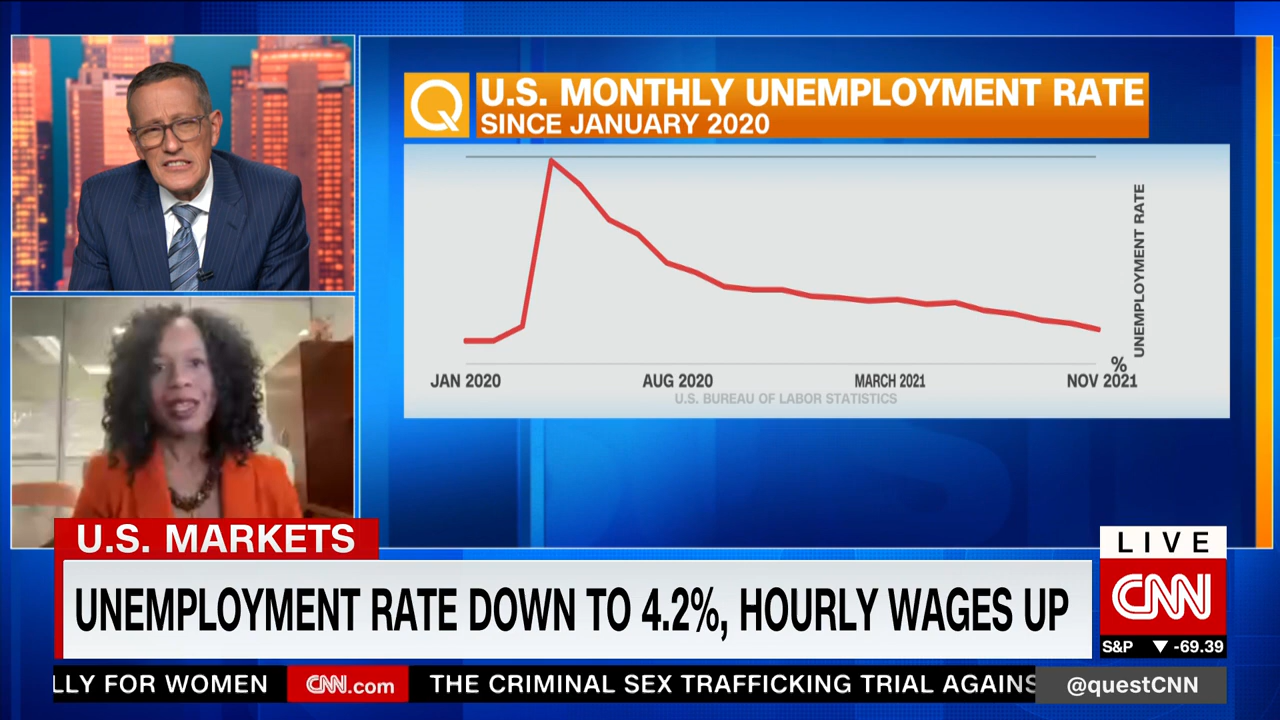 Q
U.S. MONTHLY UNEMPLOYMENT RATE
SINCE JANUARY 2020
UNEMPLOYMENT RATE
%
JAN 2020 AUG 2020 MARCH 2021 NOV 2021
U.S. BUREAU OF LABOR STATISTICS
U.S. MARKETS
LIVE
UNEMPLOYMENT RATE DOWN TO 4.2%, HOURLY WAGES UP
CNN
S&P ▼ -69.39
LLY FOR WOMEN CNN.com THE CRIMINAL SEX TRAFFICKING TRIAL AGAINS @questCNN